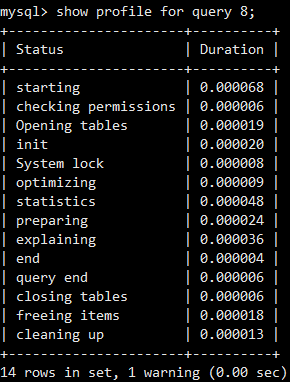 mysql> show profile for query 8;
+----------------------+----------+
| Status               | Duration |
+----------------------+----------+
| starting             | 0.000068 |
| checking permissions | 0.000006 |
| Opening tables       | 0.000019 |
| init                 | 0.000020 |
| System lock          | 0.000008 |
| optimizing           | 0.000009 |
| statistics           | 0.000048 |
| preparing            | 0.000024 |
| explaining           | 0.000036 |
| end                  | 0.000004 |
| query end            | 0.000006 |
| closing tables       | 0.000006 |
| freeing items        | 0.000018 |
| cleaning up          | 0.000013 |
+----------------------+----------+
14 rows in set, 1 warning (0.00 sec)